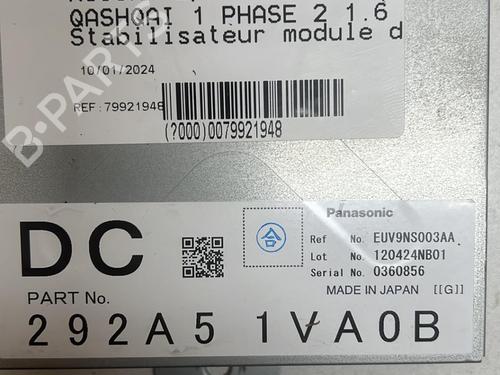 QASHQAI 1 PHASE 2 1.6
Stabilisateur module d
10/01/2024
REF : 79921948
(?000)0079921948
DC
合
Panasonic
Ref No. EUV9NS003AA
Lot No. 120424NB01
Serial No. 0360856
MADE IN JAPAN [[G]]
PART No.
292A5 1VA0B